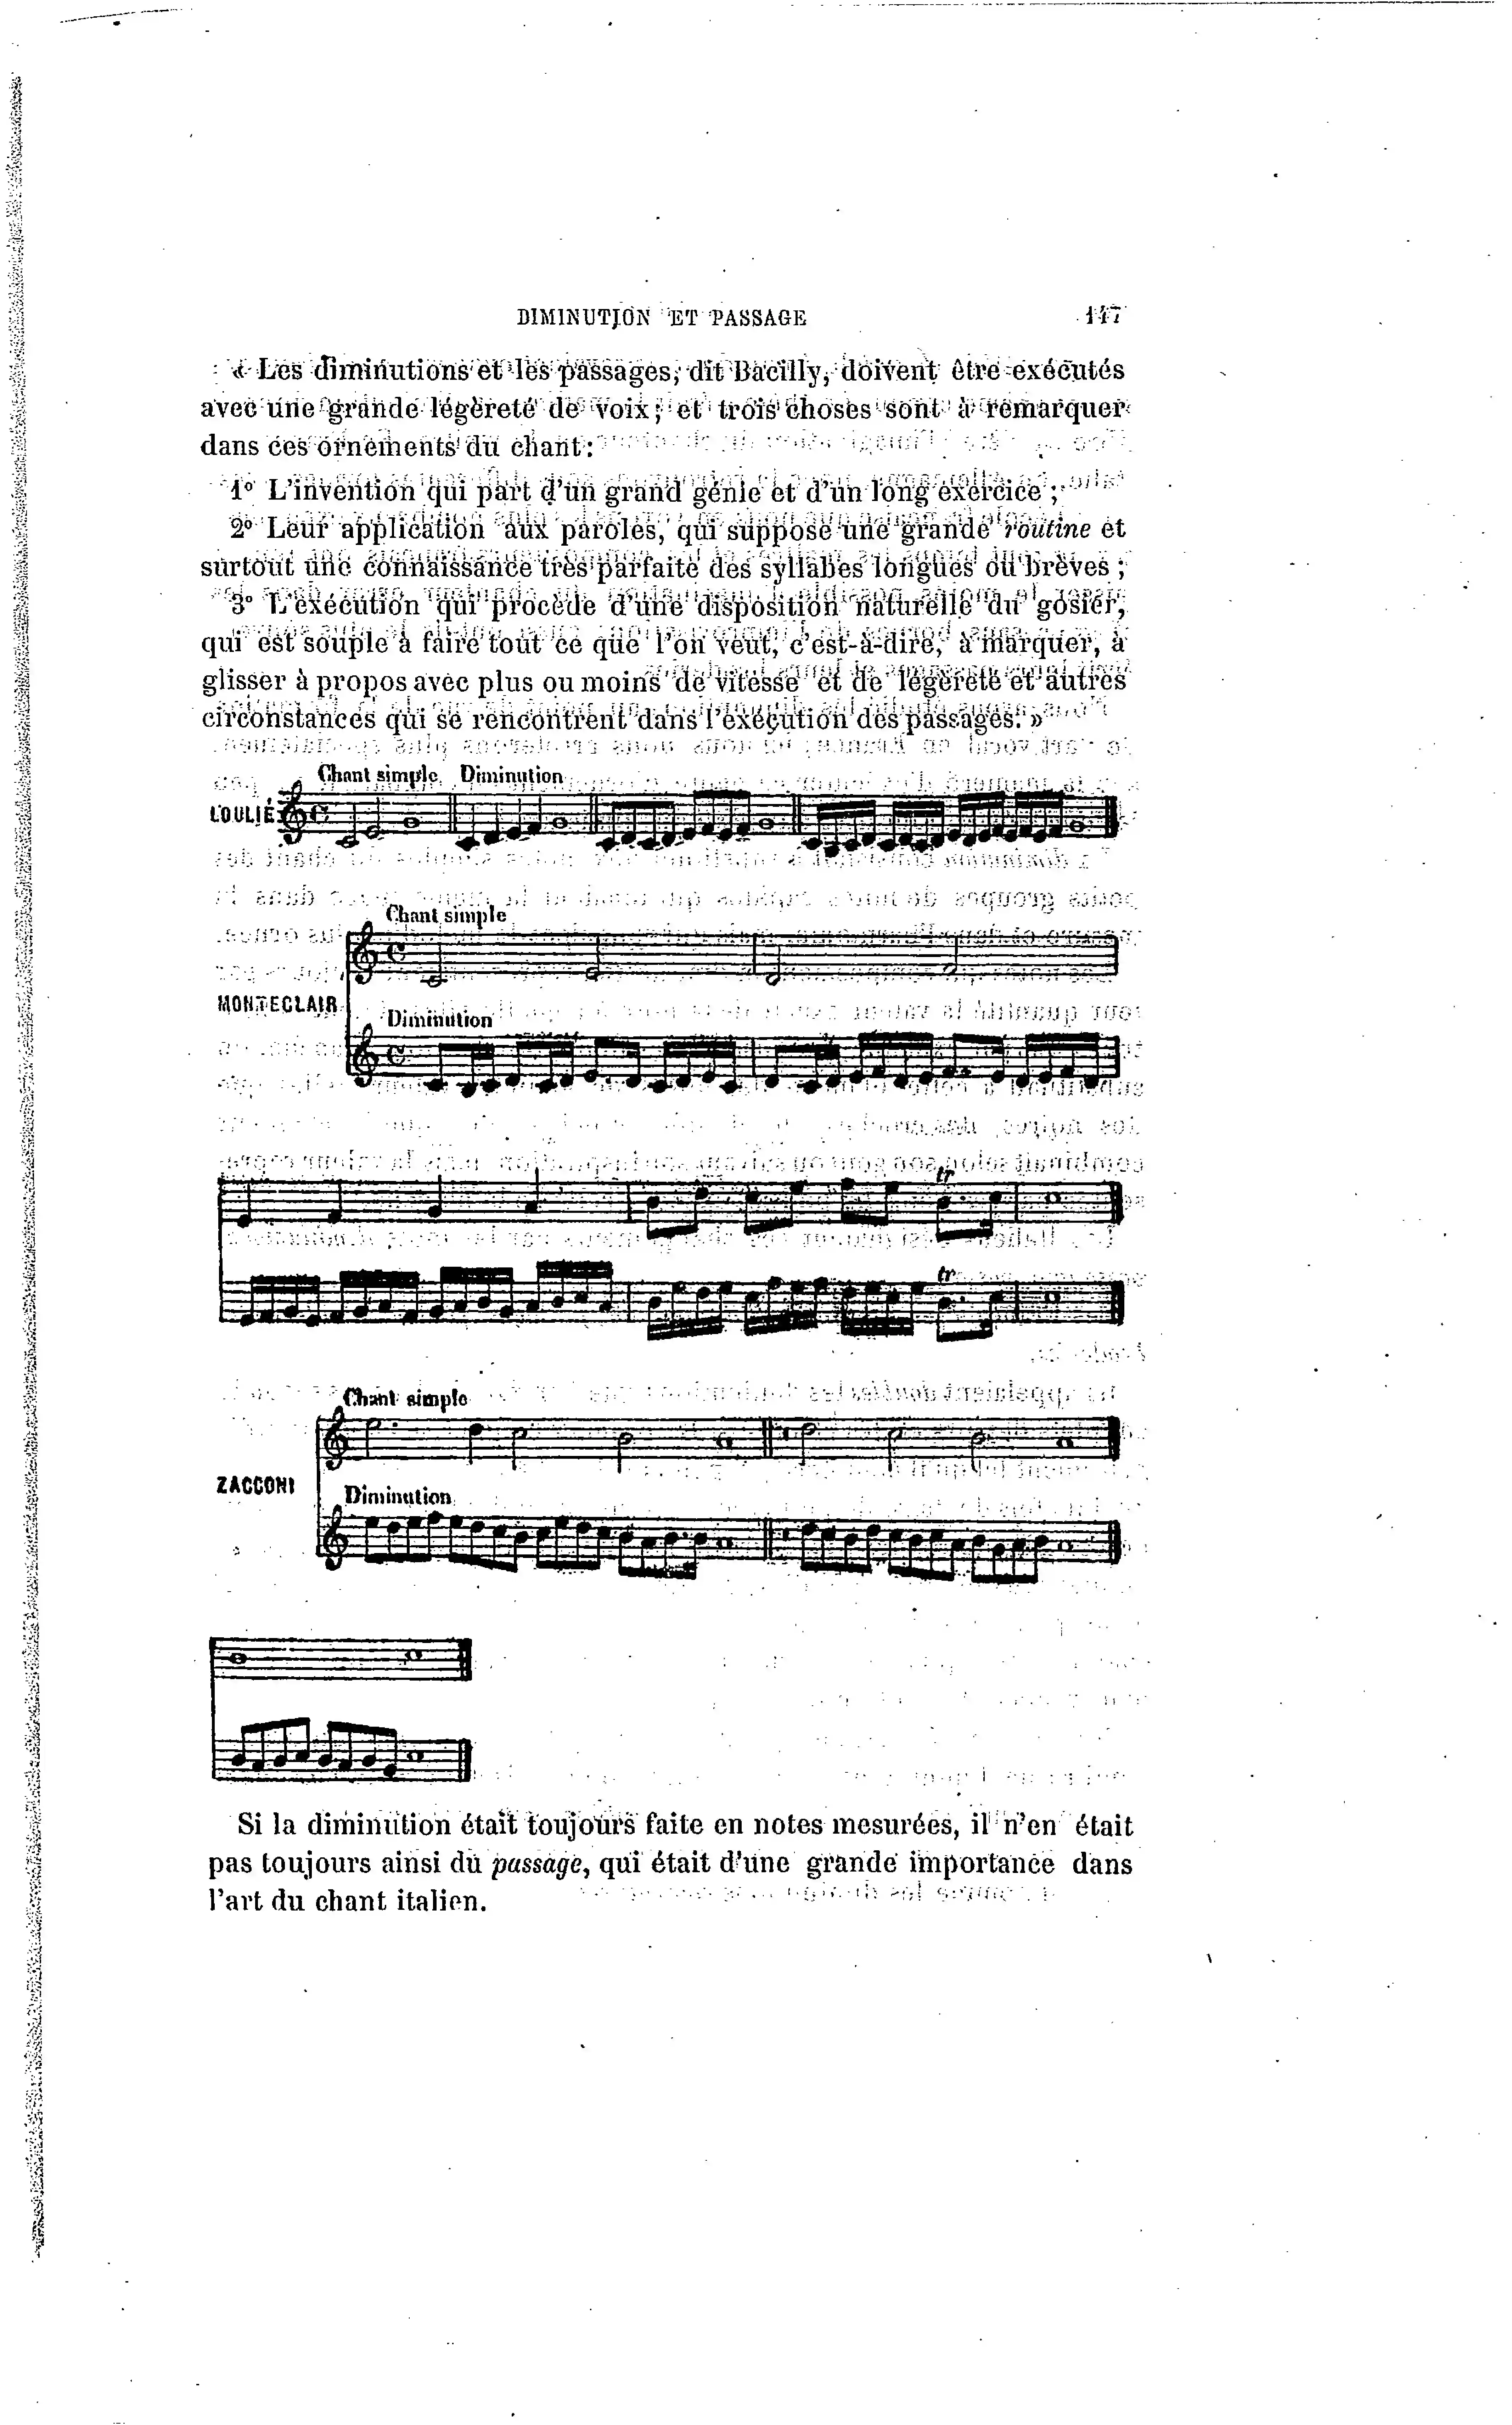 DIMINUTION ET PASSAGE 147
« Les diminutions et les passages, dit Bacilly, doivent être exécutés
avec une grande légèreté de voix; et trois choses sont à remarquer
dans ces ornements du chant:
1º L'invention qui part d'un grand génie et d'un long exercice;
2º Leur application aux paroles, qui suppose une grande routine et
surtout une connaissance très parfaite des syllabes longues ou brèves;
3º L'exécution qui procède d'une disposition naturelle du gosier,
qui est souple à faire tout ce que l'on veut, c'est-à-dire, à marquer, à
glisser à propos avec plus ou moins de vitesse et de légèreté et autres
circonstances qui se rencontrent dans l'exécution des passages. »
Chant simple Diminution
LOULIÉ
Chant simple
MONTECLAIR
Diminution
tr
tr
Chant simple
ZACCONI
Diminution
Si la diminution était toujours faite en notes mesurées, il n'en était
pas toujours ainsi du passage, qui était d'une grande importance dans
l'art du chant italien.